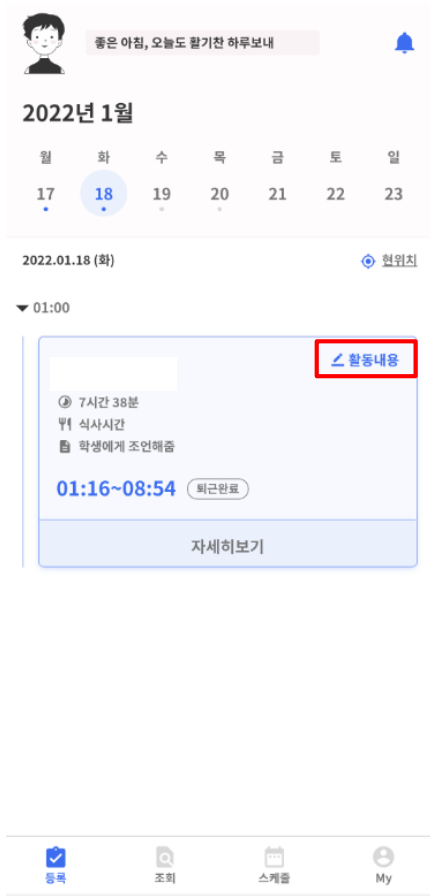 좋은 아침, 오늘도 활기찬 하루보내
2022년 1월
월 화 수 목 금 토 일
17 18 19 20 21 22 23
2022.01.18 (화) 현위치
01:00
활동내용
7시간 38분
식사시간
학생에게 조언해줌
01:16~08:54 퇴근완료
자세히보기
등록 조회 스케줄 My